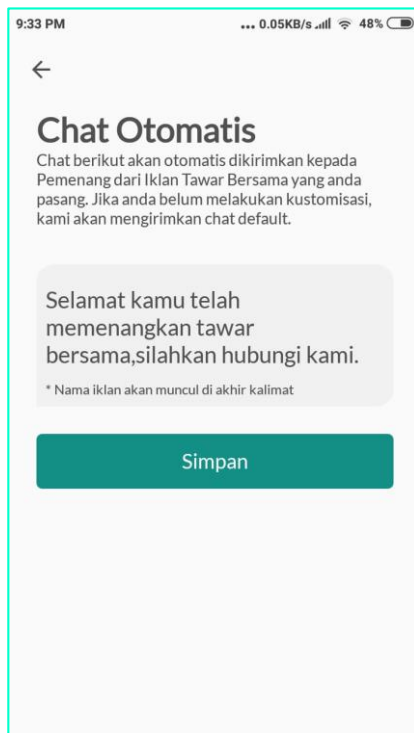 9:33 PM ... 0.05KB/s 48%
Chat Otomatis
Chat berikut akan otomatis dikirimkan kepada
Pemenang dari Iklan Tawar Bersama yang anda
pasang. Jika anda belum melakukan kustomisasi,
kami akan mengirimkan chat default.
Selamat kamu telah
memenangkan tawar
bersama,silahkan hubungi kami.
* Nama iklan akan muncul di akhir kalimat
Simpan